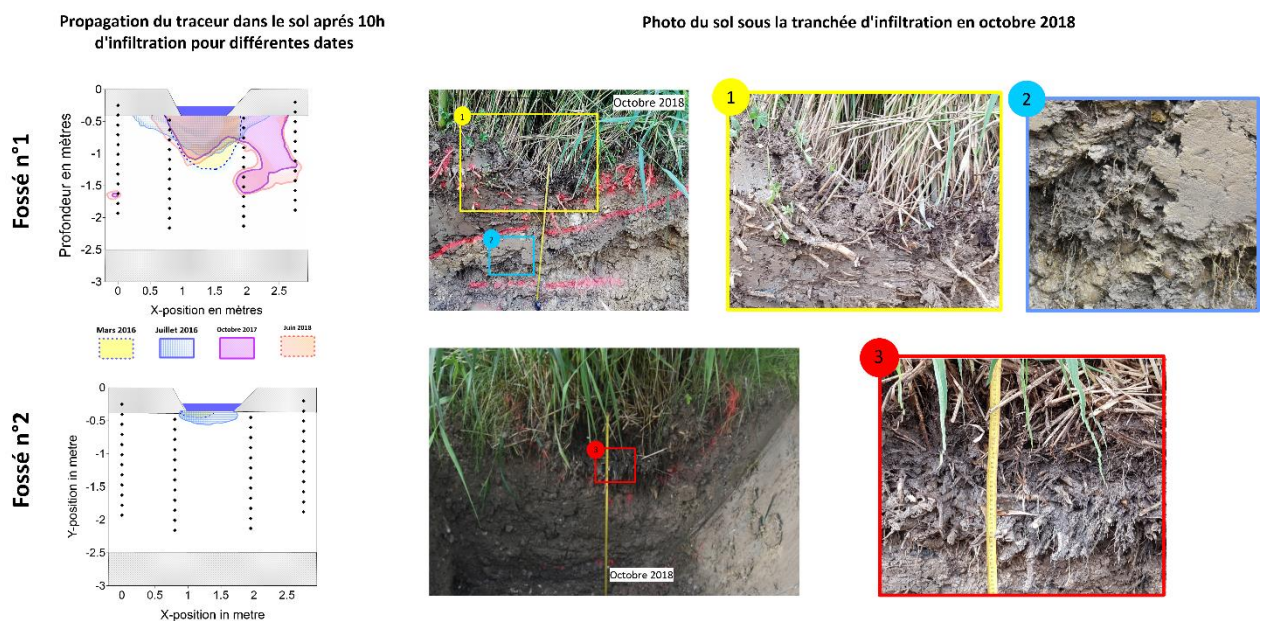 Propagation du traceur dans le sol aprés 10h
d'infiltration pour différentes dates
Photo du sol sous la tranchée d'infiltration en octobre 2018
Fossé n°1
Profondeur en mètres
0
-0.5
-1
-1.5
-2
-2.5
-3
0 0.5 1 1.5 2 2.5
X-position en mètres
Mars 2016 Juillet 2016 Octobre 2017 Juin 2018
Octobre 2018
1
2
1
2
Fossé n°2
Y-position in metre
0
-0.5
-1
-1.5
-2
-2.5
-3
0 0.5 1 1.5 2 2.5
X-position in metre
3
Octobre 2018
3